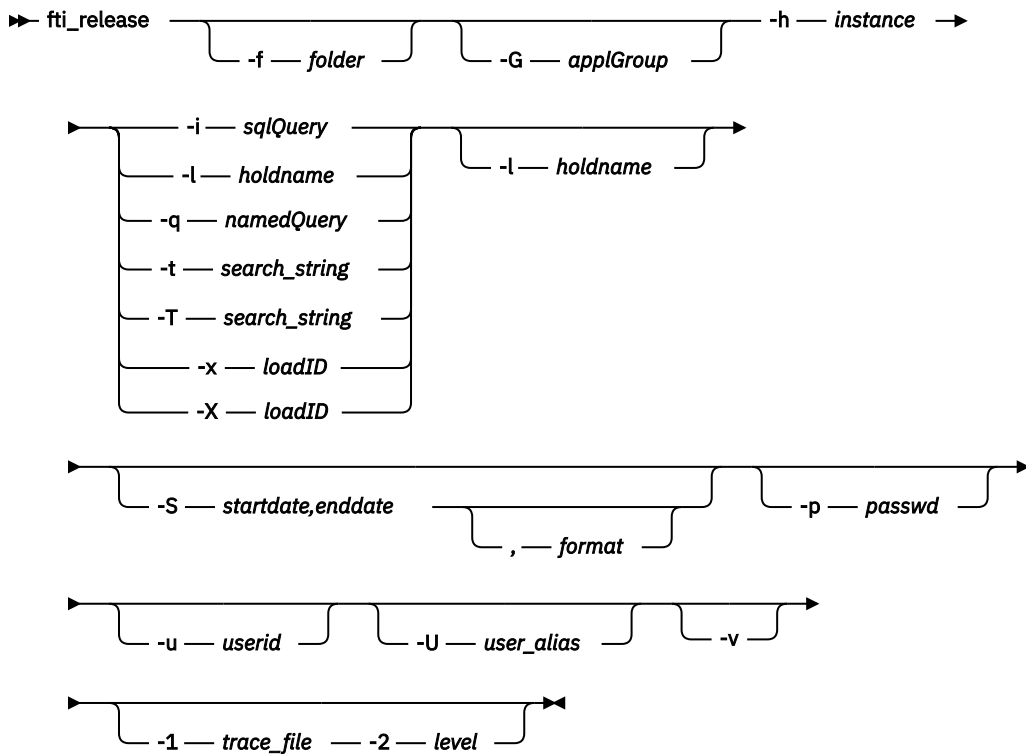 fti_release -h instance
-f folder -G applGroup
-i sqlQuery
-l holdname -l holdname
-q namedQuery
-t search_string
-T search_string
-x loadID
-X loadID
-S startdate,enddate -p passwd
, format
-u userid -U user_alias -v
-1 trace_file -2 level